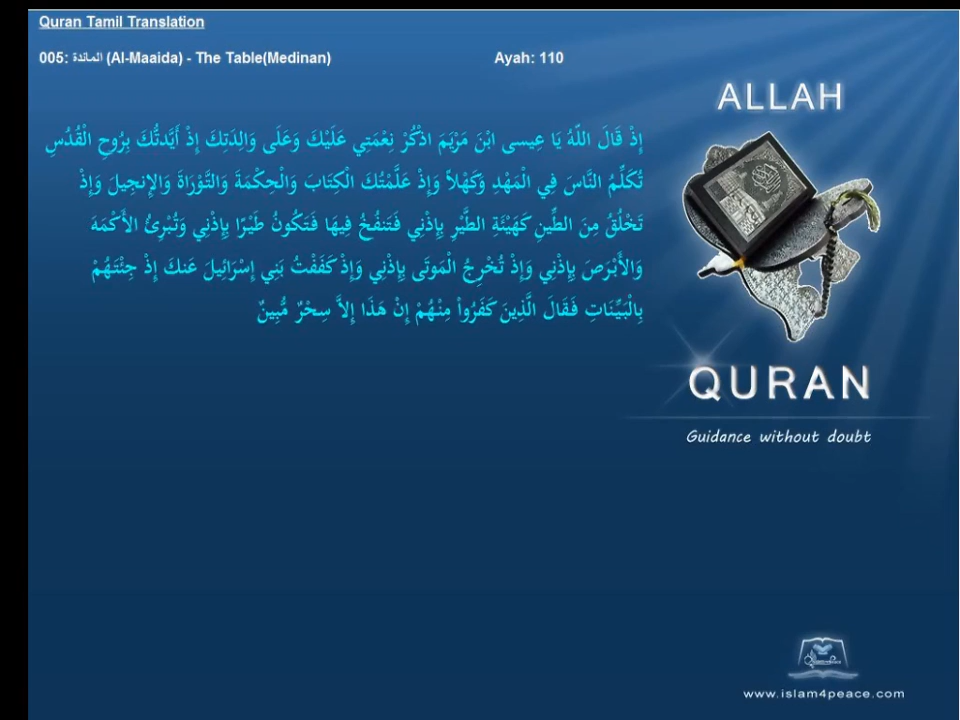 Quran Tamil Translation
005: المائدة (Al-Maaida) - The Table(Medinan) Ayah: 110
ALLAH
إِذْ قَالَ اللّهُ يَا عِيسى ابْنَ مَرْيَمَ اذْكُرْ نِعْمَتِي عَلَيْكَ وَعَلَى وَالِدَتِكَ إِذْ أَيَّدتُّكَ بِرُوحِ الْقُدُسِ
تُكَلِّمُ النَّاسَ فِي الْمَهْدِ وَكَهْلاً وَإِذْ عَلَّمْتُكَ الْكِتَابَ وَالْحِكْمَةَ وَالتَّوْرَاةَ وَالإِنجِيلَ وَإِذْ
تَخْلُقُ مِنَ الطِّينِ كَهَيْئَةِ الطَّيْرِ بِإِذْنِي فَتَنفُخُ فِيهَا فَتَكُونُ طَيْرًا بِإِذْنِي وَتُبْرِئُ الأَكْمَهَ
وَالأَبْرَصَ بِإِذْنِي وَإِذْ تُخْرِجُ الْمَوتَى بِإِذْنِي وَإِذْ كَفَفْتُ بَنِي إِسْرَائِيلَ عَنكَ إِذْ جِئْتَهُمْ
بِالْبَيِّنَاتِ فَقَالَ الَّذِينَ كَفَرُواْ مِنْهُمْ إِنْ هَذَا إِلاَّ سِحْرٌ مُّبِينٌ
QURAN
Guidance without doubt
www.islam4peace.com